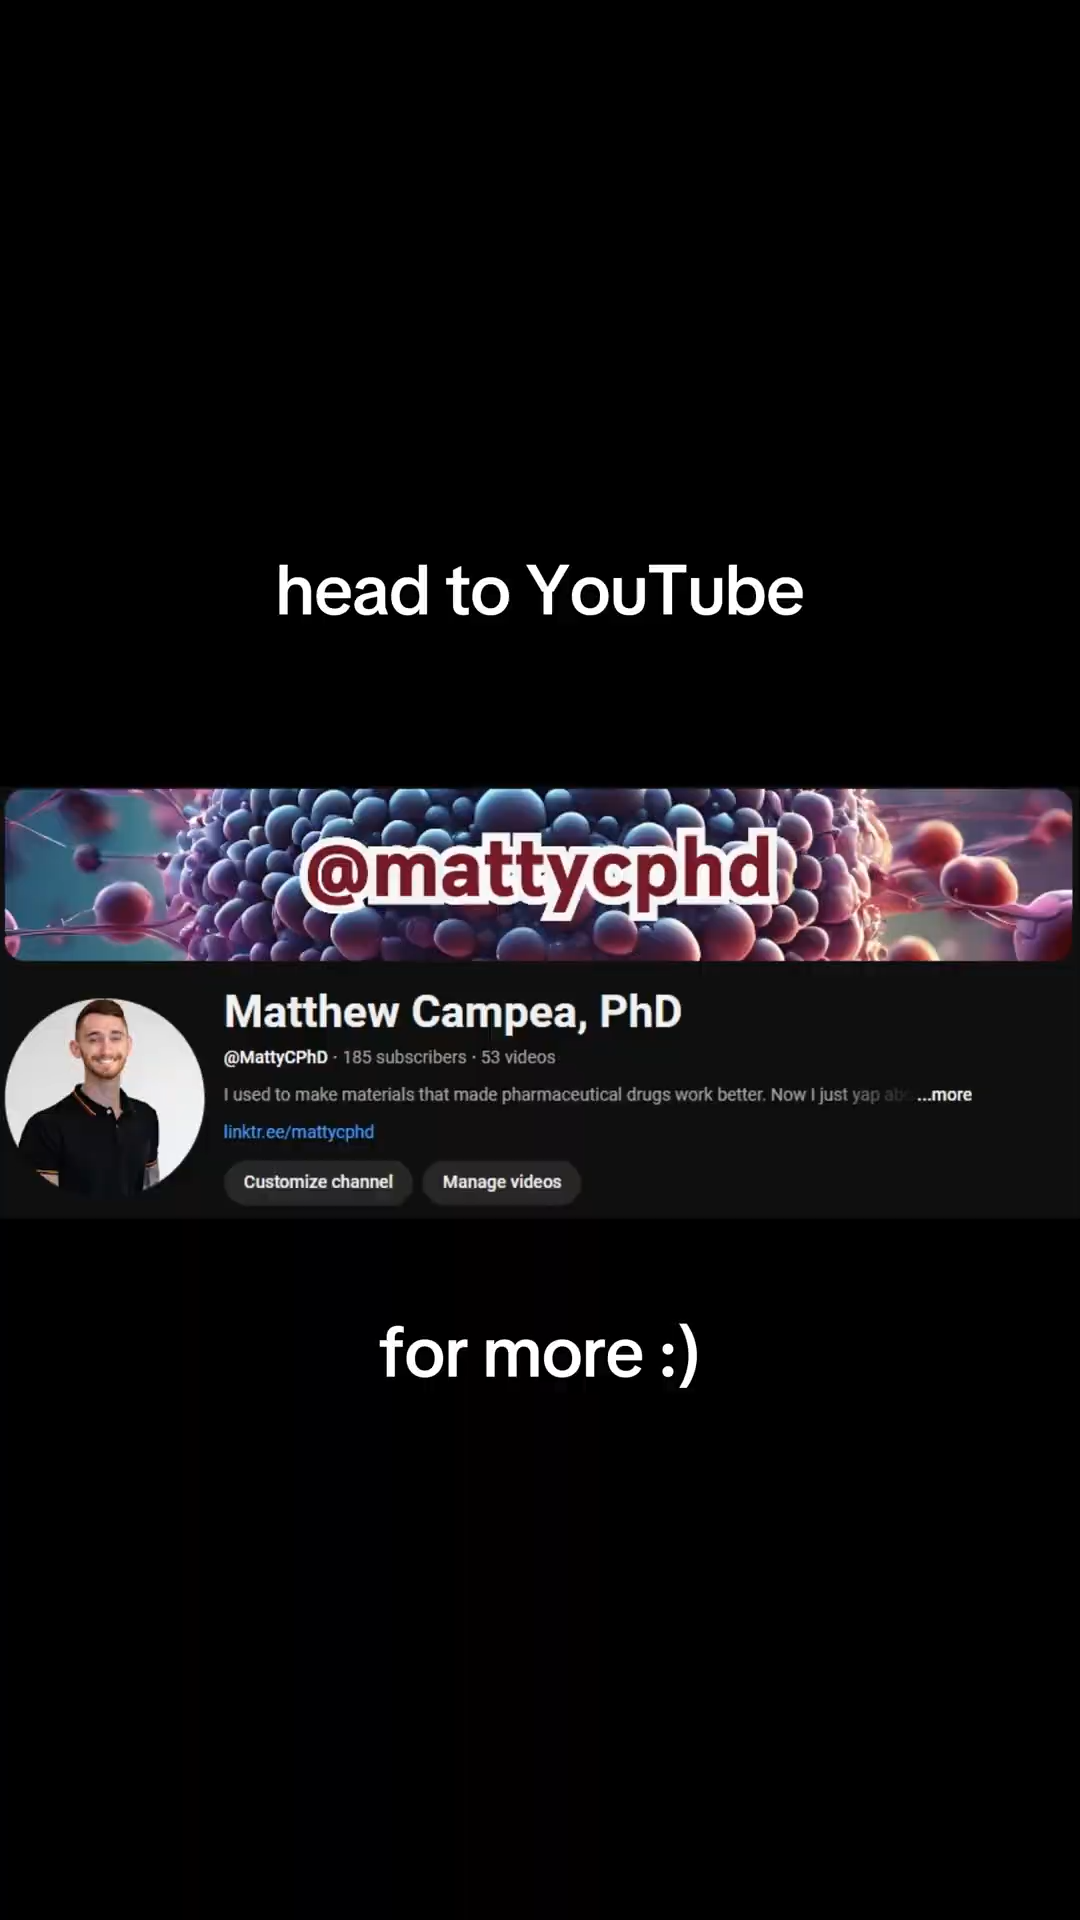 head to YouTube
@mattycphd
Matthew Campea, PhD
@MattyCPhD · 185 subscribers · 53 videos
I used to make materials that made pharmaceutical drugs work better. Now I just yap ...more
linktr.ee/mattycphd
Customize channel Manage videos
for more :)